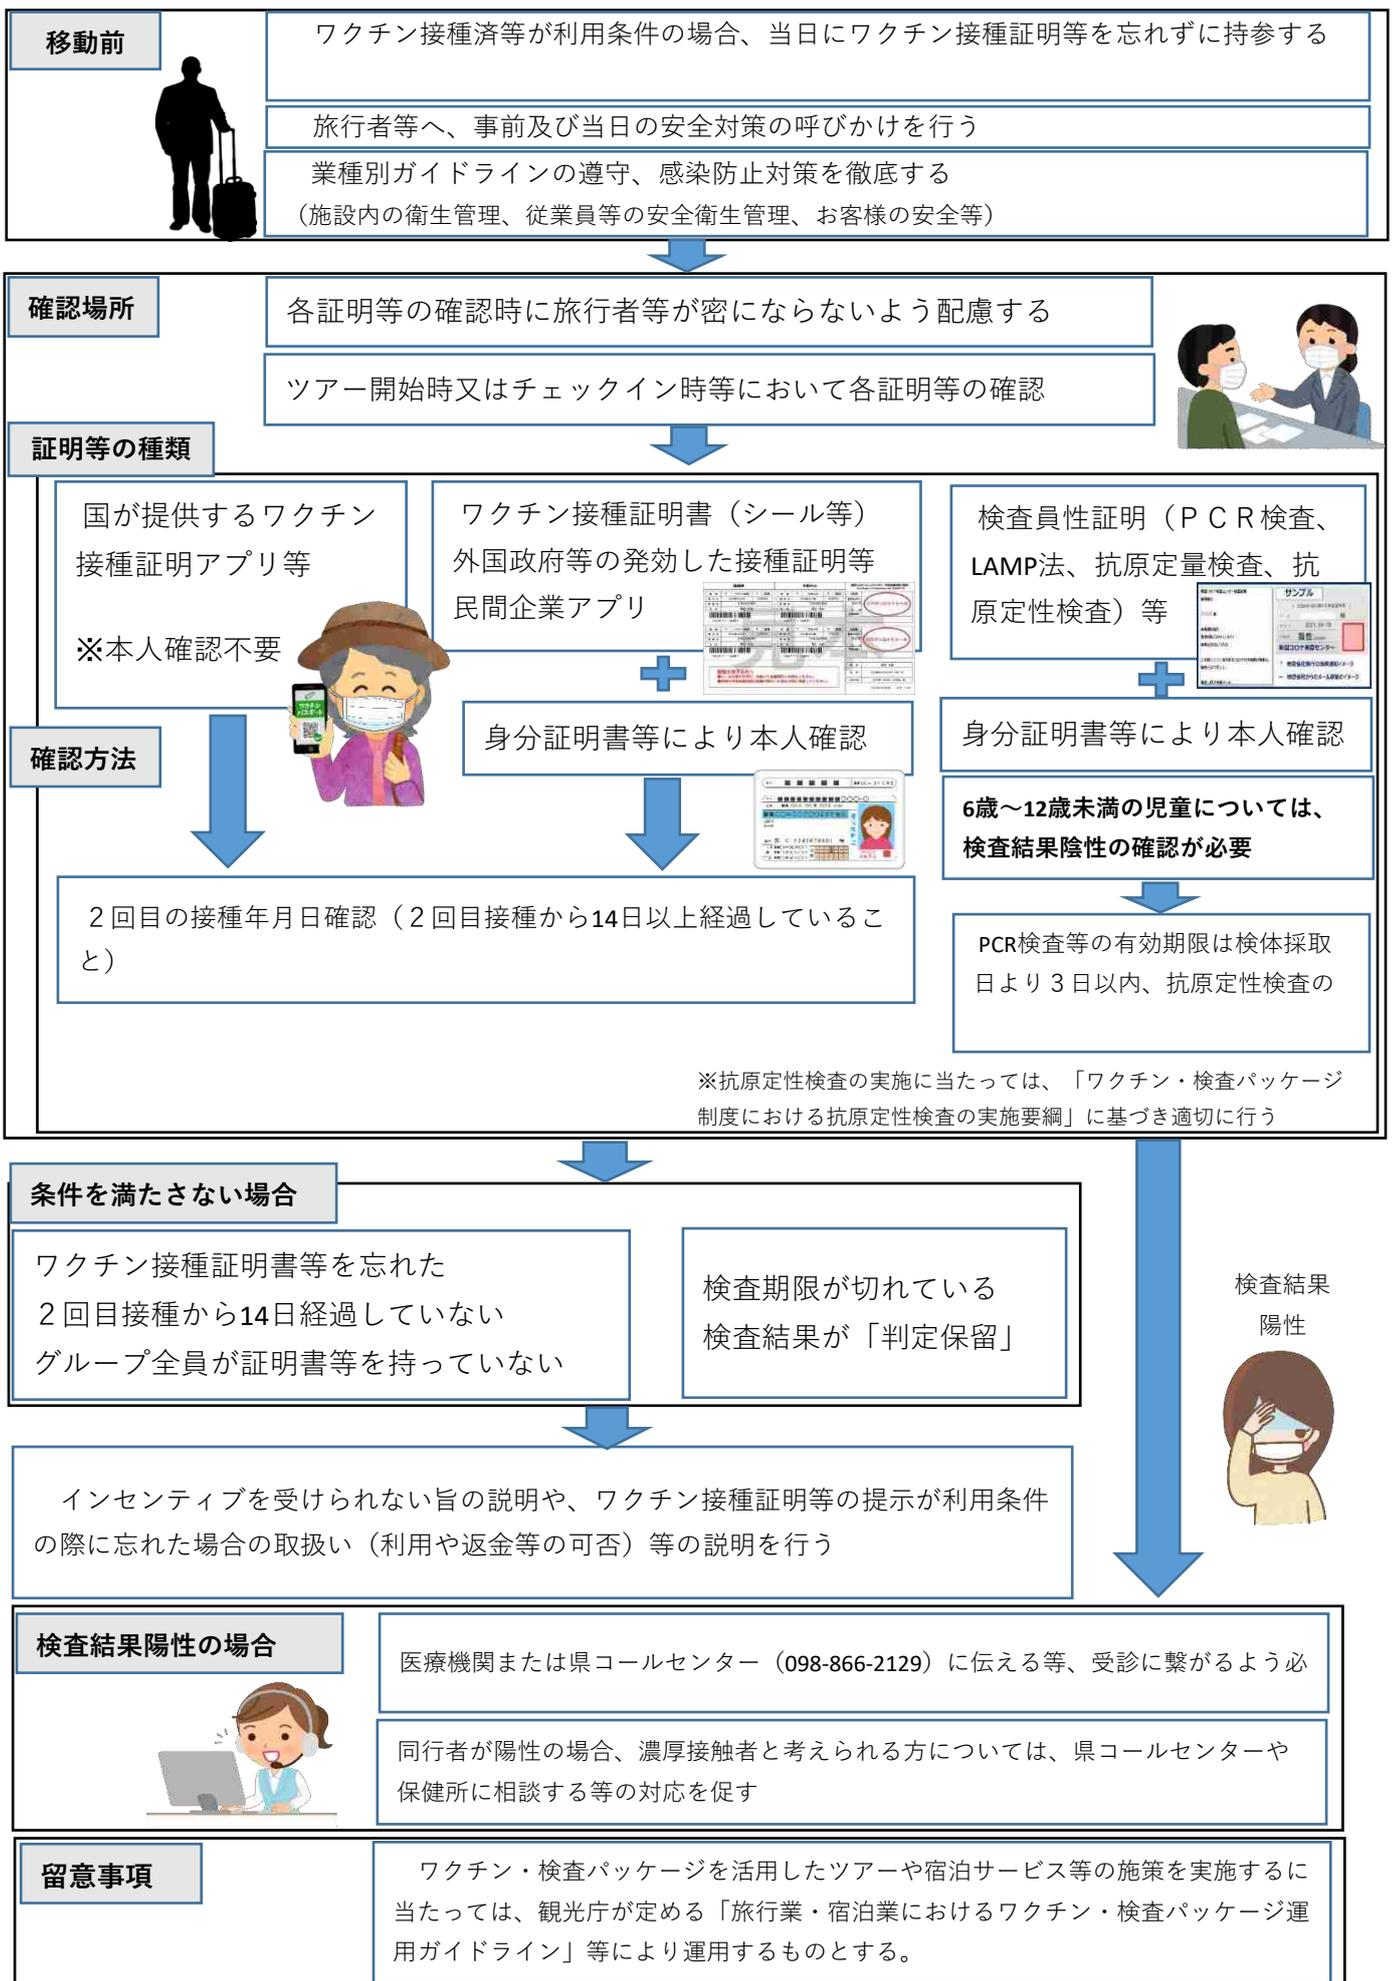 移動前
ワクチン接種済等が利用条件の場合、当日にワクチン接種証明等を忘れずに持参する
旅行者等へ、事前及び当日の安全対策の呼びかけを行う
業種別ガイドラインの遵守、感染防止対策を徹底する
（施設内の衛生管理、従業員等の安全衛生管理、お客様の安全等）
確認場所
各証明等の確認時に旅行者等が密にならないよう配慮する
ツアー開始時又はチェックイン時等において各証明等の確認
証明等の種類
国が提供するワクチン
接種証明アプリ等
※本人確認不要
ワクチン
パスポート
ワクチン接種証明書（シール等）
外国政府等の発効した接種証明等
民間企業アプリ
身分証明書等により本人確認
検査員性証明（ＰＣＲ検査、
LAMP法、抗原定量検査、抗
原定性検査）等
サンプル
身分証明書等により本人確認
6歳～12歳未満の児童については、
検査結果陰性の確認が必要
確認方法
２回目の接種年月日確認（２回目接種から14日以上経過しているこ
と）
PCR検査等の有効期限は検体採取
日より３日以内、抗原定性検査の
※抗原定性検査の実施に当たっては、「ワクチン・検査パッケージ
制度における抗原定性検査の実施要綱」に基づき適切に行う
条件を満たさない場合
ワクチン接種証明書等を忘れた
２回目接種から14日経過していない
グループ全員が証明書等を持っていない
検査期限が切れている
検査結果が「判定保留」
検査結果
陽性
インセンティブを受けられない旨の説明や、ワクチン接種証明等の提示が利用条件
の際に忘れた場合の取扱い（利用や返金等の可否）等の説明を行う
検査結果陽性の場合
医療機関または県コールセンター（098-866-2129）に伝える等、受診に繋がるよう必
同行者が陽性の場合、濃厚接触者と考えられる方については、県コールセンターや
保健所に相談する等の対応を促す
留意事項
ワクチン・検査パッケージを活用したツアーや宿泊サービス等の施策を実施するに
当たっては、観光庁が定める「旅行業・宿泊業におけるワクチン・検査パッケージ運
用ガイドライン」等により運用するものとする。